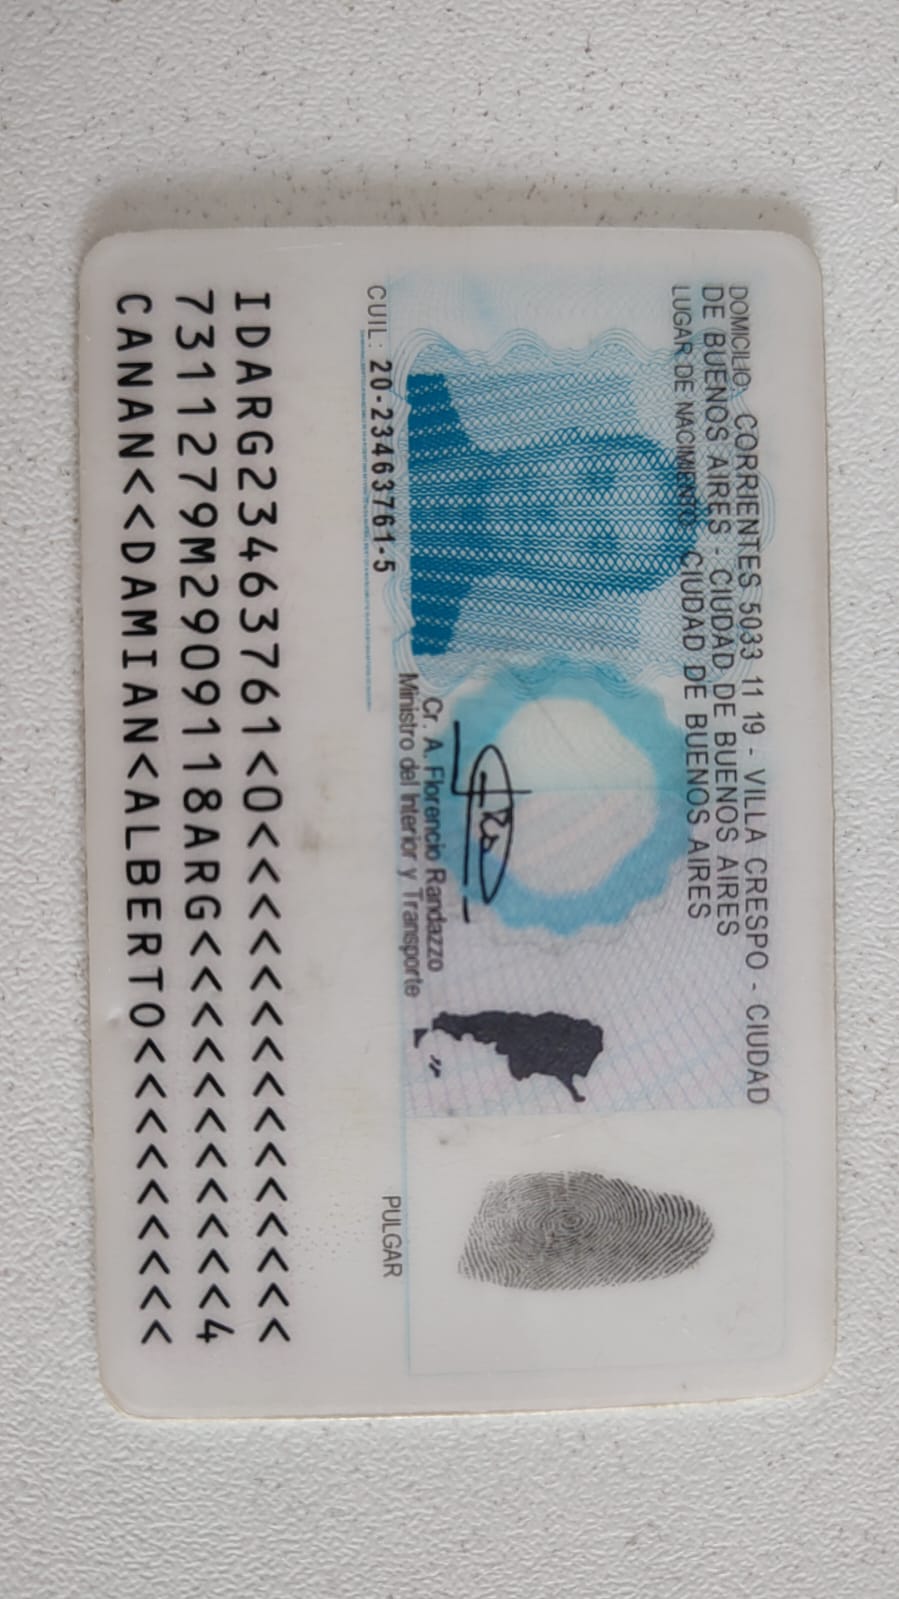 DOMICILIO: CORRIENTES 5033 11 19 - VILLA CRESPO - CIUDAD
DE BUENOS AIRES - CIUDAD DE BUENOS AIRES
LUGAR DE NACIMIENTO: CIUDAD DE BUENOS AIRES
Cr. A. Florencio Randazzo
Ministro del Interior y Transporte
CUIL: 20-23463761-5
PULGAR
IDARG23463761<0<<<<<<<<<<<<<<<
7311279M2909118ARG<<<<<<<<<<<4
CANAN<<DAMIAN<ALBERTO<<<<<<<<<